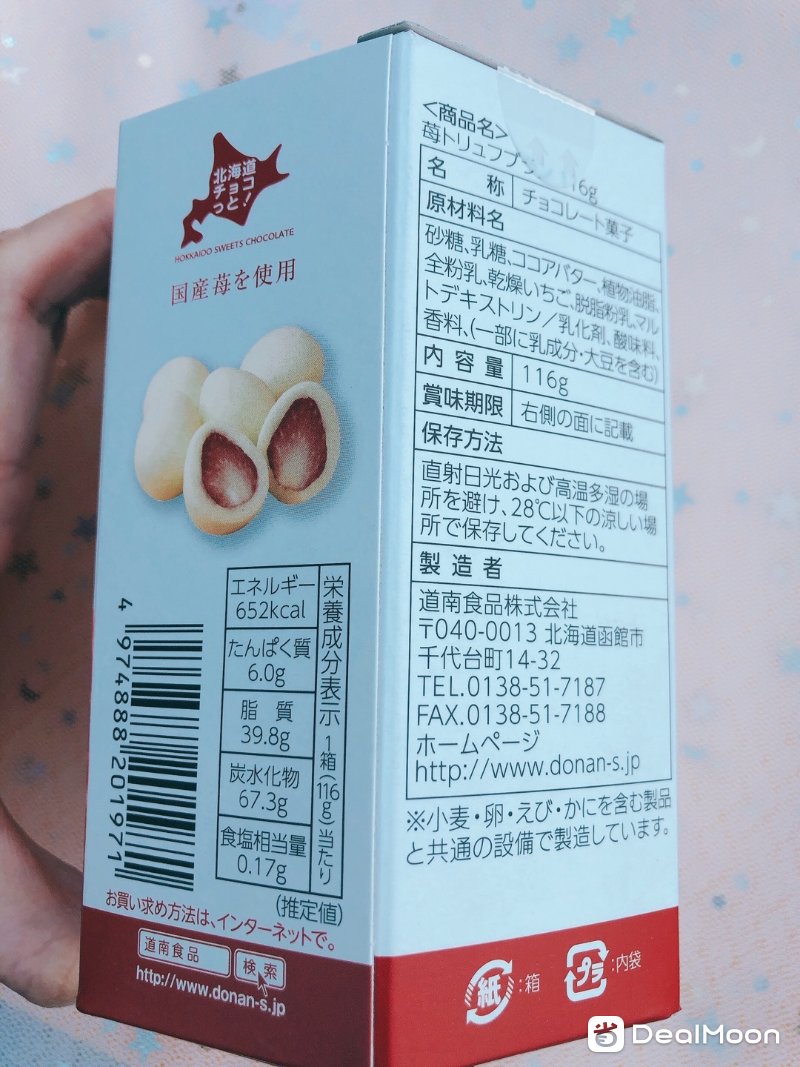 北海道
チョコ
っと!
HOKKAIDO SWEETS CHOCOLATE
国産苺を使用
栄養成分表示 1箱(116g)当たり
エネルギー
652kcal
たんぱく質
6.0g
脂 質
39.8g
炭水化物
67.3g
食塩相当量
0.17g
(推定値)
4 974888 201971
お買い求め方法は、インターネットで。
道南食品 検索
http://www.donan-s.jp
<商品名>
苺トリュフ 116g
名 称 チョコレート菓子
原材料名
砂糖、乳糖、ココアバター、植物油脂、
全粉乳、乾燥いちご、脱脂粉乳、マル
トデキストリン/乳化剤、酸味料、
香料、(一部に乳成分・大豆を含む)
内容量 116g
賞味期限 右側の面に記載
保存方法
直射日光および高温多湿の場
所を避け、28℃以下の涼しい場
所で保存してください。
製造者
道南食品株式会社
〒040-0013 北海道函館市
千代台町14-32
TEL.0138-51-7187
FAX.0138-51-7188
ホームページ
http://www.donan-s.jp
※小麦・卵・えび・かにを含む製品
と共通の設備で製造しています。
紙:箱 プラ:内袋
省 DealMoon